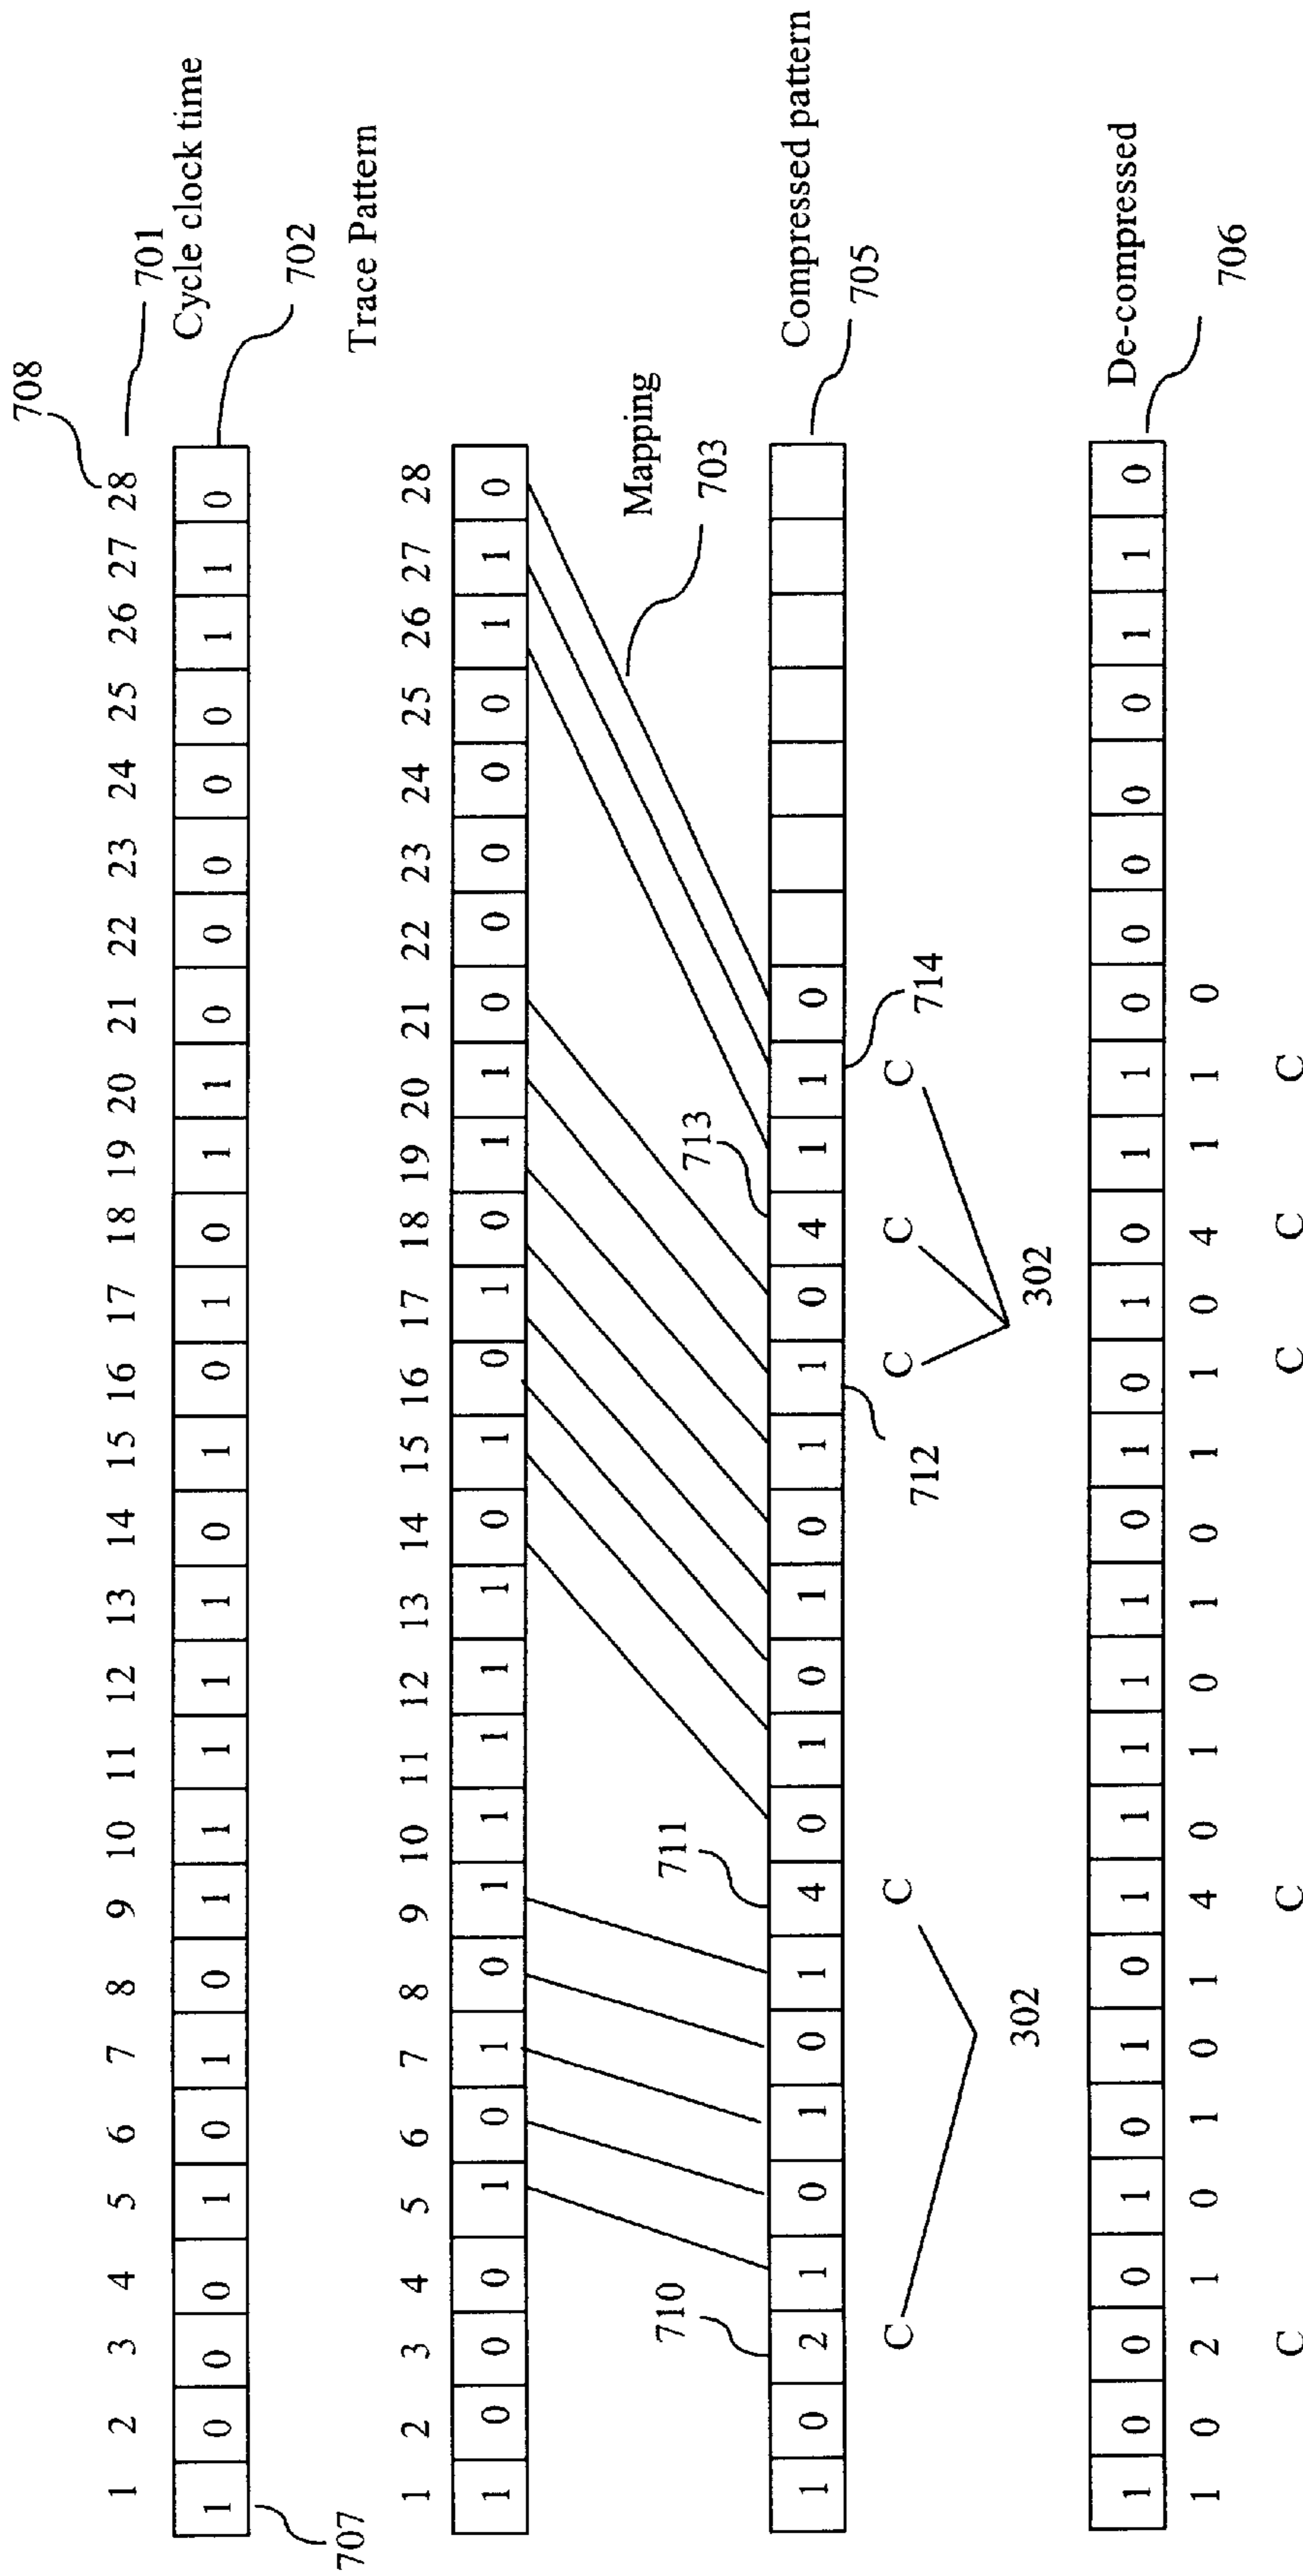 708
1 2 3 4 5 6 7 8 9 10 11 12 13 14 15 16 17 18 19 20 21 22 23 24 25 26 27 28
701
Cycle clock time
1 0 0 0 1 0 1 0 1 1 1 1 1 0 1 0 1 0 1 1 0 0 0 0 0 1 1 0
702
707
Trace Pattern
1 2 3 4 5 6 7 8 9 10 11 12 13 14 15 16 17 18 19 20 21 22 23 24 25 26 27 28
1 0 0 0 1 0 1 0 1 1 1 1 1 0 1 0 1 0 1 1 0 0 0 0 0 1 1 0
Mapping
703
710 711 713
Compressed pattern
1 0 2 1 0 1 0 1 4 0 1 0 1 0 1 1 0 4 1 1 0
705
C C C C C
712 714
302 302
De-compressed
1 0 0 0 1 0 1 0 1 1 1 1 1 0 1 0 1 0 1 1 0 0 0 0 0 1 1 0
706
1 0 2 1 0 1 0 1 4 0 1 0 1 0 1 1 0 4 1 1 0
C C C C C